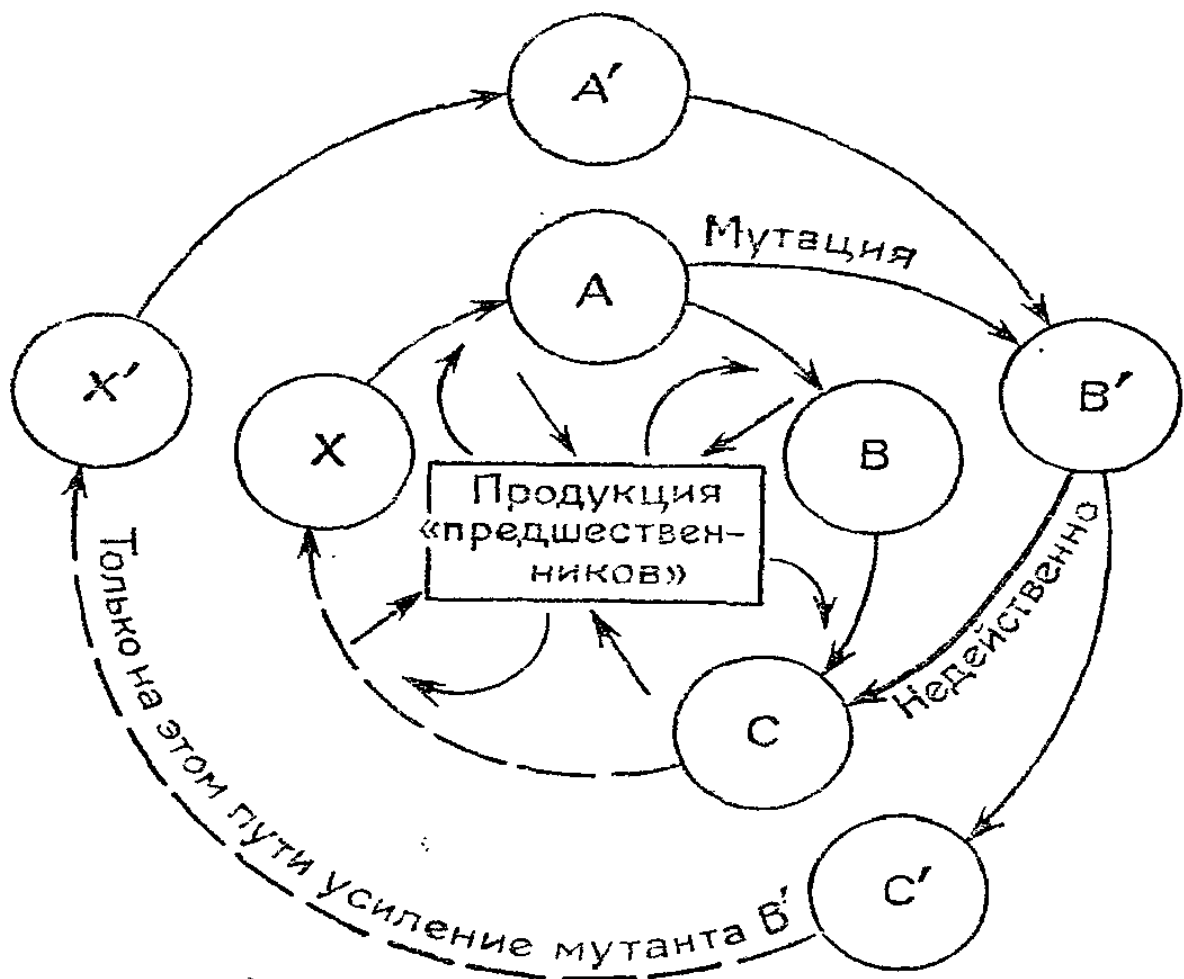 A′
Мутация
A
X′
B′
X
B
Продукция
«предшествен-
ников»
Недейственно
Только на этом пути усиление мутанта B′
C
C′